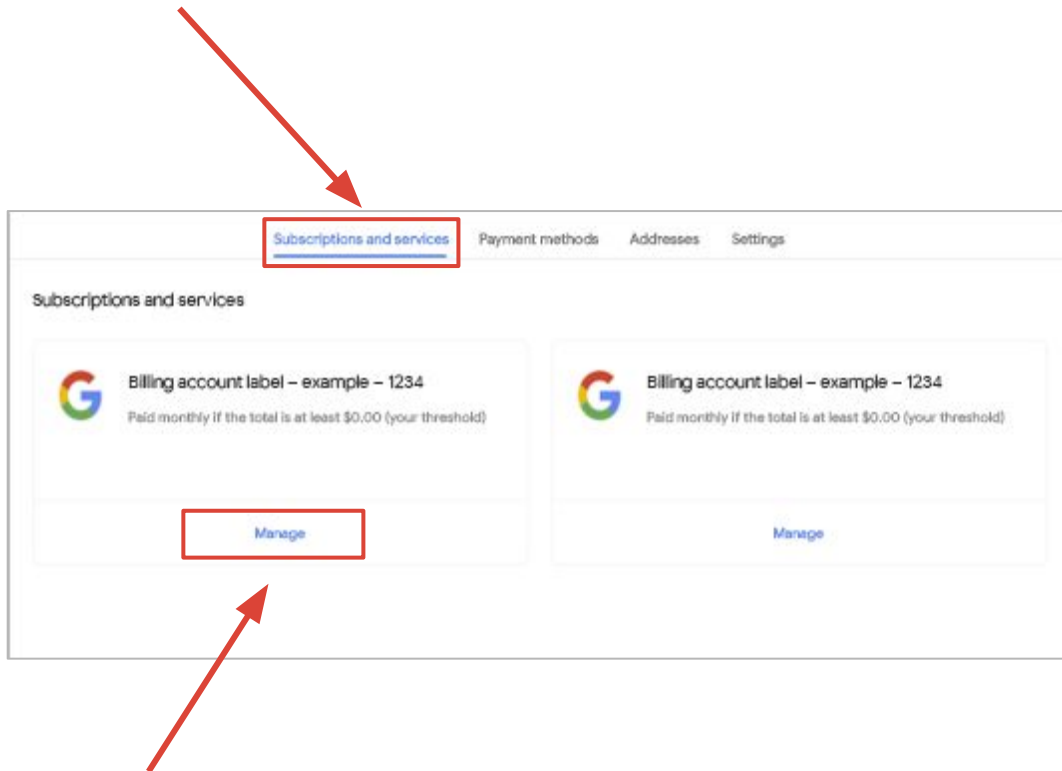 Subscriptions and services Payment methods Addresses Settings
Subscriptions and services
Billing account label – example – 1234
Paid monthly if the total is at least $0.00 (your threshold)
Manage
Billing account label – example – 1234
Paid monthly if the total is at least $0.00 (your threshold)
Manage